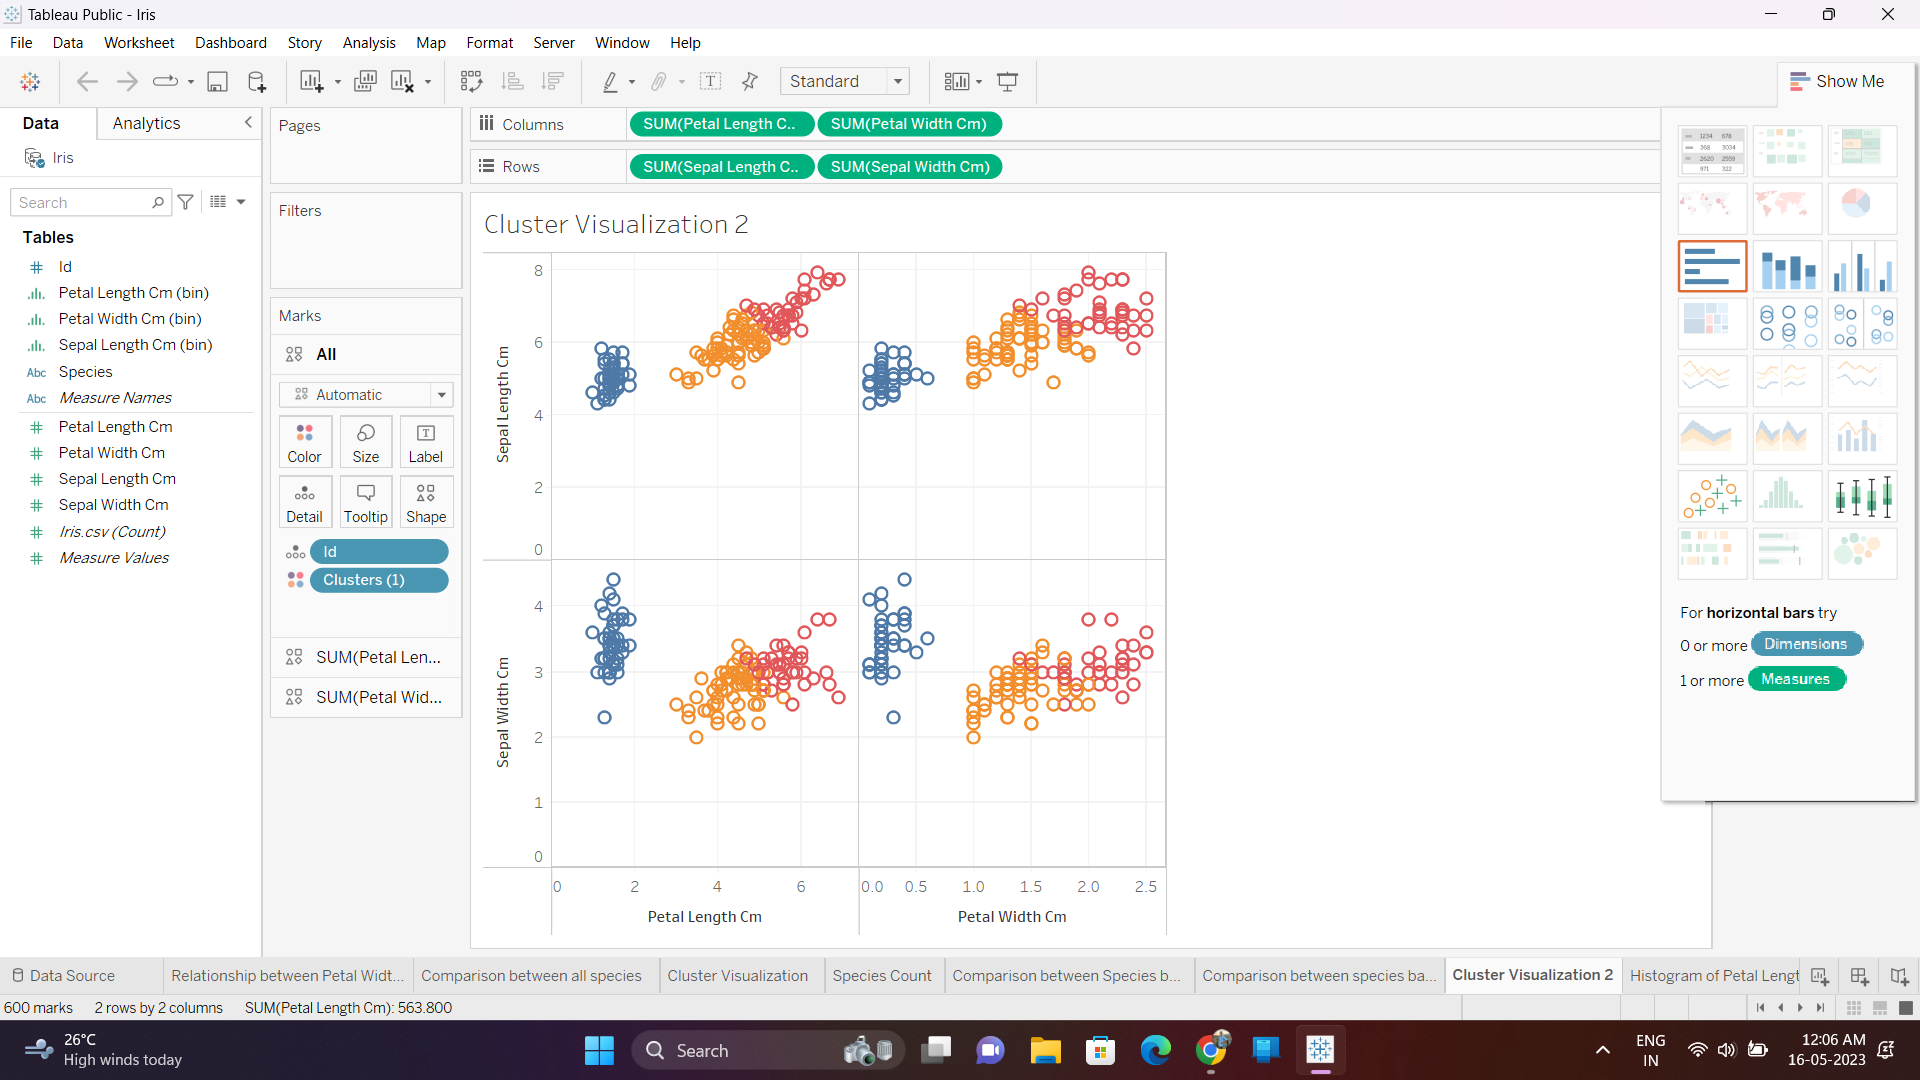 Tableau Public - Iris
File Data Worksheet Dashboard Story Analysis Map Format Server Window Help
Standard
Show Me
Data Analytics
Iris
Search
Tables
Id
Petal Length Cm (bin)
Petal Width Cm (bin)
Sepal Length Cm (bin)
Abc Species
Abc Measure Names
Petal Length Cm
Petal Width Cm
Sepal Length Cm
Sepal Width Cm
Iris.csv (Count)
Measure Values
Pages
Filters
Marks
All
Automatic
Color Size Label
Detail Tooltip Shape
Id
Clusters (1)
SUM(Petal Len...
SUM(Petal Wid...
Columns SUM(Petal Length C.. SUM(Petal Width Cm)
Rows SUM(Sepal Length C.. SUM(Sepal Width Cm)
Cluster Visualization 2
8
6
4
2
0
Sepal Length Cm
4
3
2
1
0
Sepal Width Cm
0 2 4 6 0.0 0.5 1.0 1.5 2.0 2.5
Petal Length Cm Petal Width Cm
1234 678
368 3034
2620 2559
971 322
For horizontal bars try
0 or more Dimensions
1 or more Measures
Data Source Relationship between Petal Widt... Comparison between all species Cluster Visualization Species Count Comparison between Species b... Comparison between species ba... Cluster Visualization 2 Histogram of Petal Lengt
600 marks 2 rows by 2 columns SUM(Petal Length Cm): 563.800
26°C
High winds today
Search
ENG
IN
12:06 AM
16-05-2023